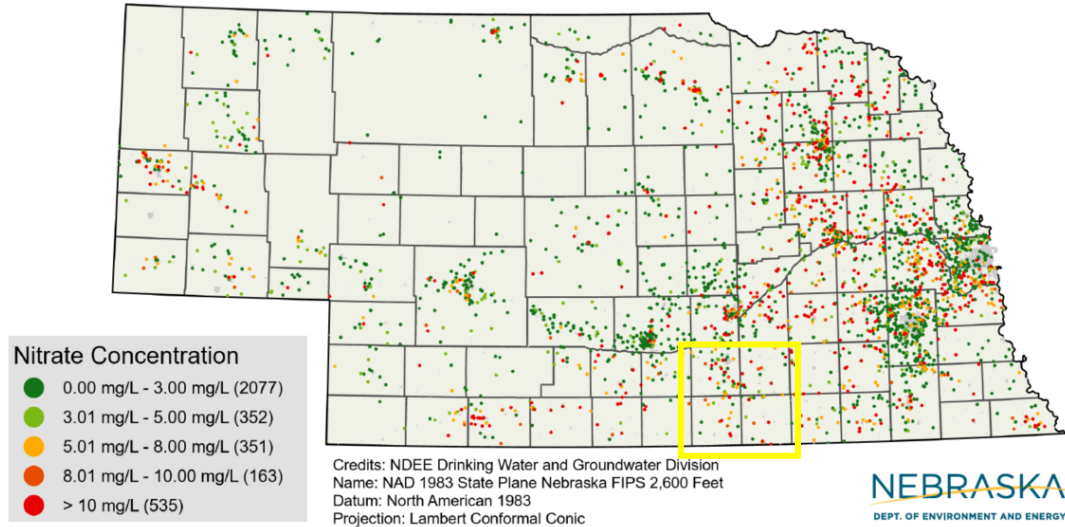 Nitrate Concentration
0.00 mg/L - 3.00 mg/L (2077)
3.01 mg/L - 5.00 mg/L (352)
5.01 mg/L - 8.00 mg/L (351)
8.01 mg/L - 10.00 mg/L (163)
> 10 mg/L (535)
Credits: NDEE Drinking Water and Groundwater Division
Name: NAD 1983 State Plane Nebraska FIPS 2,600 Feet
Datum: North American 1983
Projection: Lambert Conformal Conic
NEBRASKA
DEPT. OF ENVIRONMENT AND ENERGY